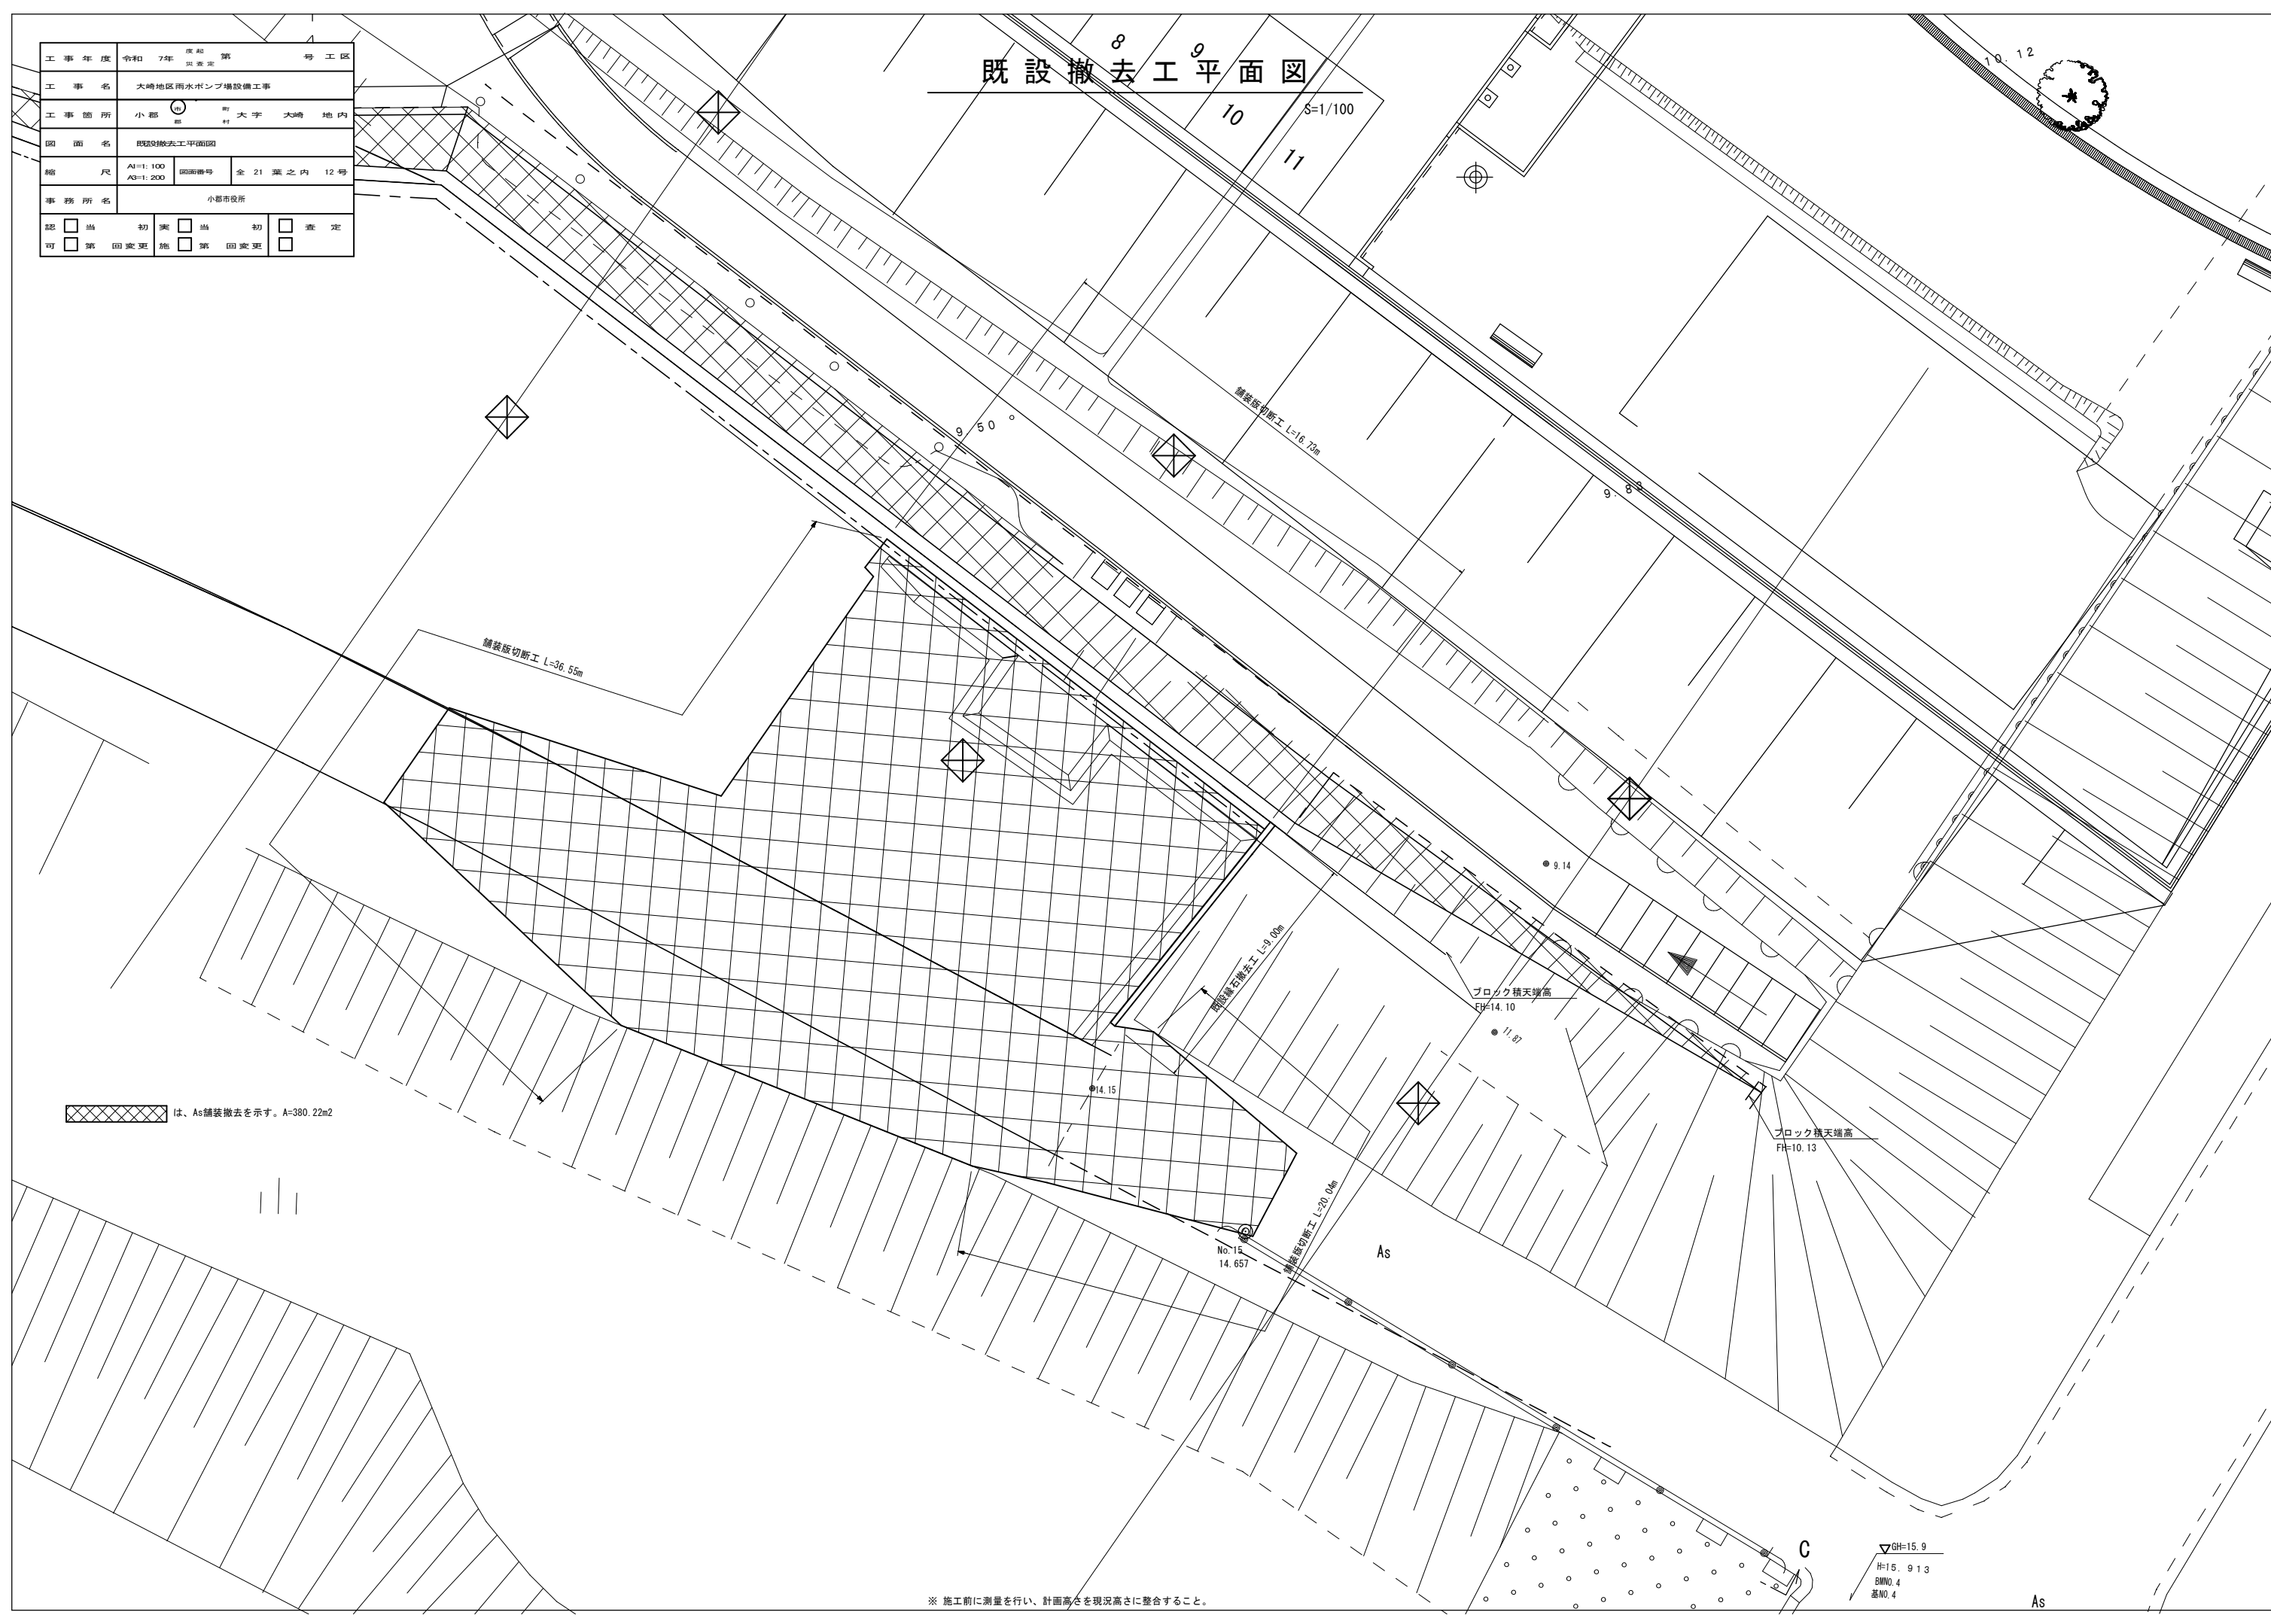 工事年度 令和 7年 度起 災査定 第 号 工区
工事名 大崎地区雨水ポンプ場設備工事
工事箇所 小郡 市 郡 町 村 大字 大崎 地内
図面名 既設撤去工平面図
縮尺 A1=1:100 A3=1:200 図面番号 全 21 葉之内 12号
事務所名 小郡市役所
認可 当初 第 回変更 実施 当初 第 回変更 査定
既設撤去工平面図
S=1/100
8
9
10
11
10.12
舗装版切断工 L=16.73m
9.50
9.83
舗装版切断工 L=36.55m
9.14
既設縁石撤去工 L=9.00m
ブロック積天端高
FH=14.10
11.87
14.15
は、As舗装撤去を示す。A=380.22m2
ブロック積天端高
FH=10.13
舗装版切断工 L=20.04m
No.15
14.657
As
C
GH=15.9
H=15.913
BMNO.4
基NO.4
As
※ 施工前に測量を行い、計画高さを現況高さに整合すること。